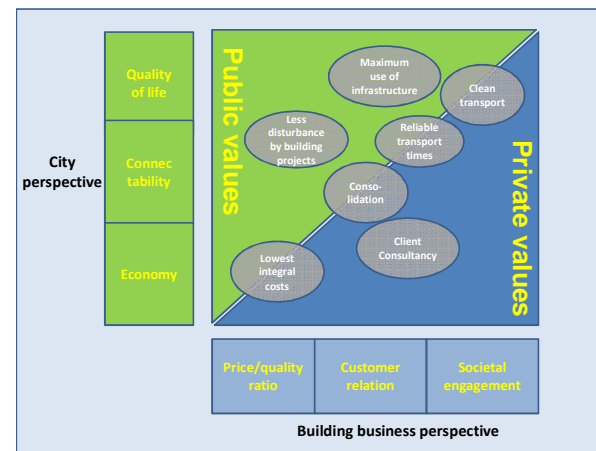 Quality
of life
Connec
tability
Economy
City
perspective
Public values
Private values
Maximum
use of
infrastructure
Clean
transport
Less
disturbance
by building
projects
Reliable
transport
times
Conso-
lidation
Client
Consultancy
Lowest
integral
costs
Price/quality
ratio
Customer
relation
Societal
engagement
Building business perspective